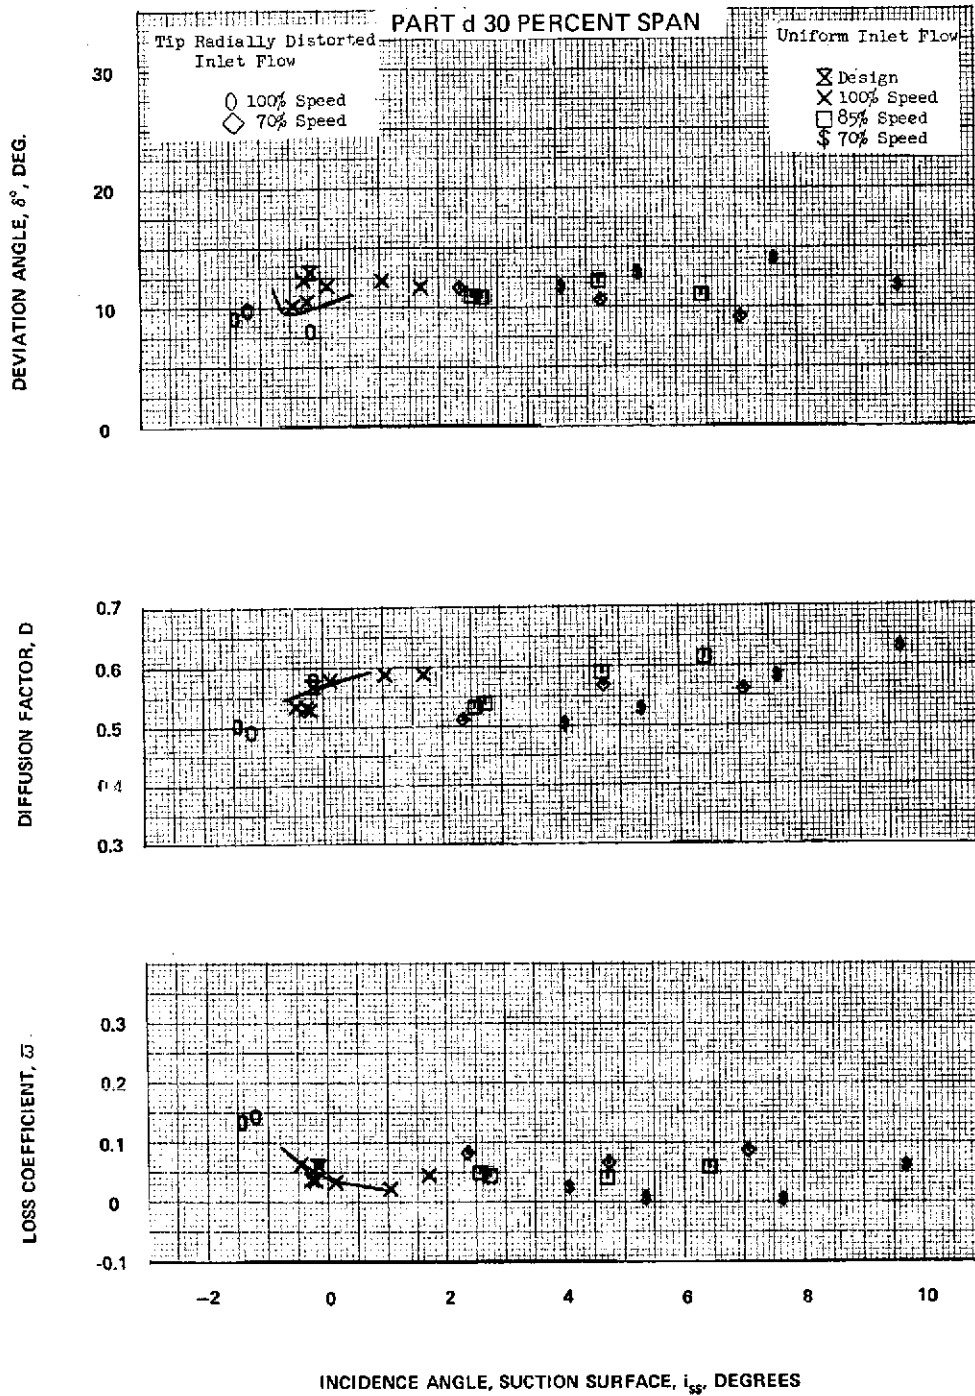 PART d 30 PERCENT SPAN
Tip Radially Distorted
Inlet Flow
100% Speed
70% Speed
Uniform Inlet Flow
Design
100% Speed
85% Speed
70% Speed
DEVIATION ANGLE, δ°, DEG.
30
20
10
0
DIFFUSION FACTOR, D
0.7
0.6
0.5
0.4
0.3
LOSS COEFFICIENT, ω̅
0.3
0.2
0.1
0
-0.1
-2 0 2 4 6 8 10
INCIDENCE ANGLE, SUCTION SURFACE, iss, DEGREES